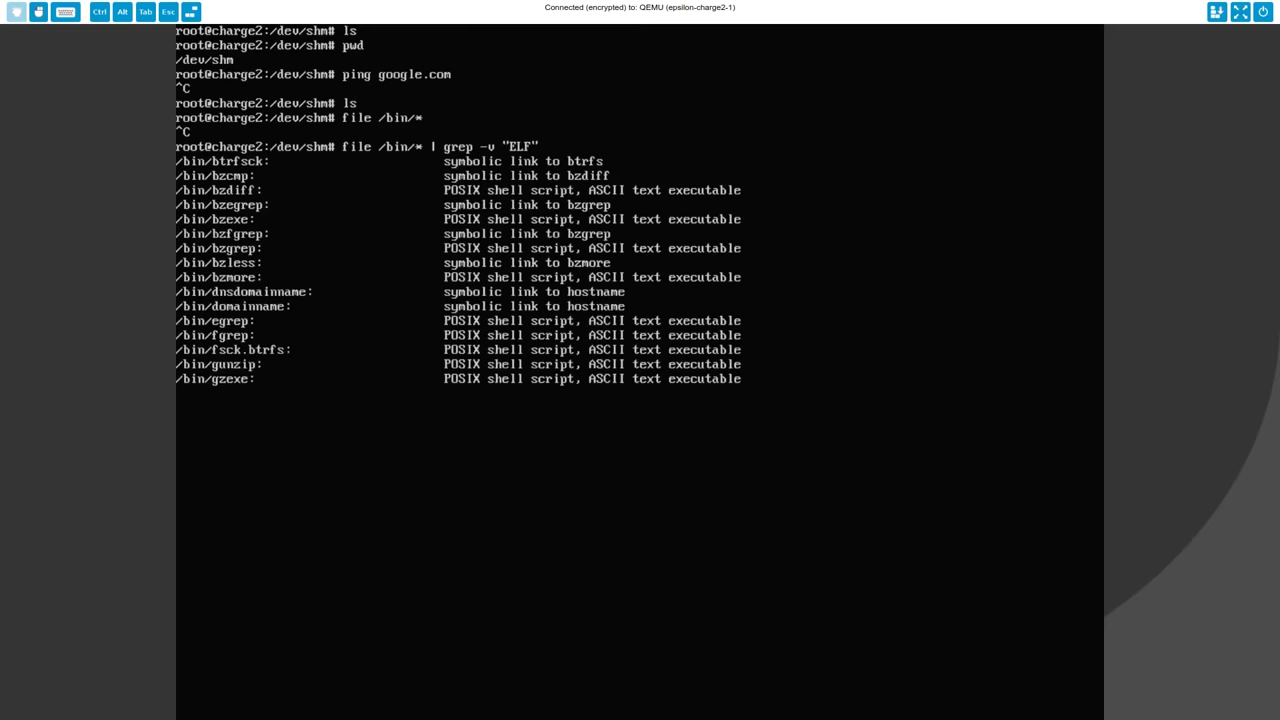 Connected (encrypted) to: QEMU (epsilon-charge2-1)
Ctrl Alt Tab Esc
root@charge2:/dev/shm# ls
root@charge2:/dev/shm# pwd
/dev/shm
root@charge2:/dev/shm# ping google.com
^C
root@charge2:/dev/shm# ls
root@charge2:/dev/shm# file /bin/*
^C
root@charge2:/dev/shm# file /bin/* | grep -v "ELF"
/bin/btrfsck: symbolic link to btrfs
/bin/bzcmp: symbolic link to bzdiff
/bin/bzdiff: POSIX shell script, ASCII text executable
/bin/bzegrep: symbolic link to bzgrep
/bin/bzexe: POSIX shell script, ASCII text executable
/bin/bzfgrep: symbolic link to bzgrep
/bin/bzgrep: POSIX shell script, ASCII text executable
/bin/bzless: symbolic link to bzmore
/bin/bzmore: POSIX shell script, ASCII text executable
/bin/dnsdomainname: symbolic link to hostname
/bin/domainname: symbolic link to hostname
/bin/egrep: POSIX shell script, ASCII text executable
/bin/fgrep: POSIX shell script, ASCII text executable
/bin/fsck.btrfs: POSIX shell script, ASCII text executable
/bin/gunzip: POSIX shell script, ASCII text executable
/bin/gzexe: POSIX shell script, ASCII text executable